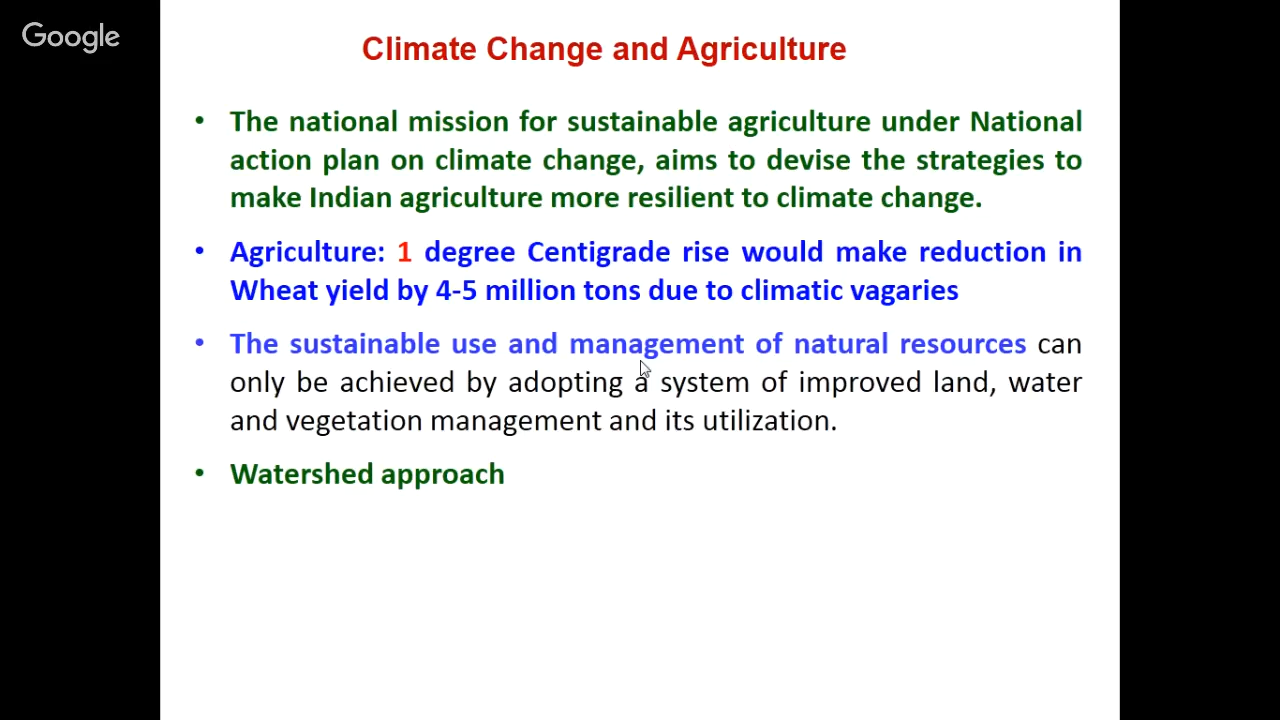 Google
Climate Change and Agriculture
• The national mission for sustainable agriculture under National
action plan on climate change, aims to devise the strategies to
make Indian agriculture more resilient to climate change.
• Agriculture: 1 degree Centigrade rise would make reduction in
Wheat yield by 4-5 million tons due to climatic vagaries
• The sustainable use and management of natural resources can
only be achieved by adopting a system of improved land, water
and vegetation management and its utilization.
• Watershed approach